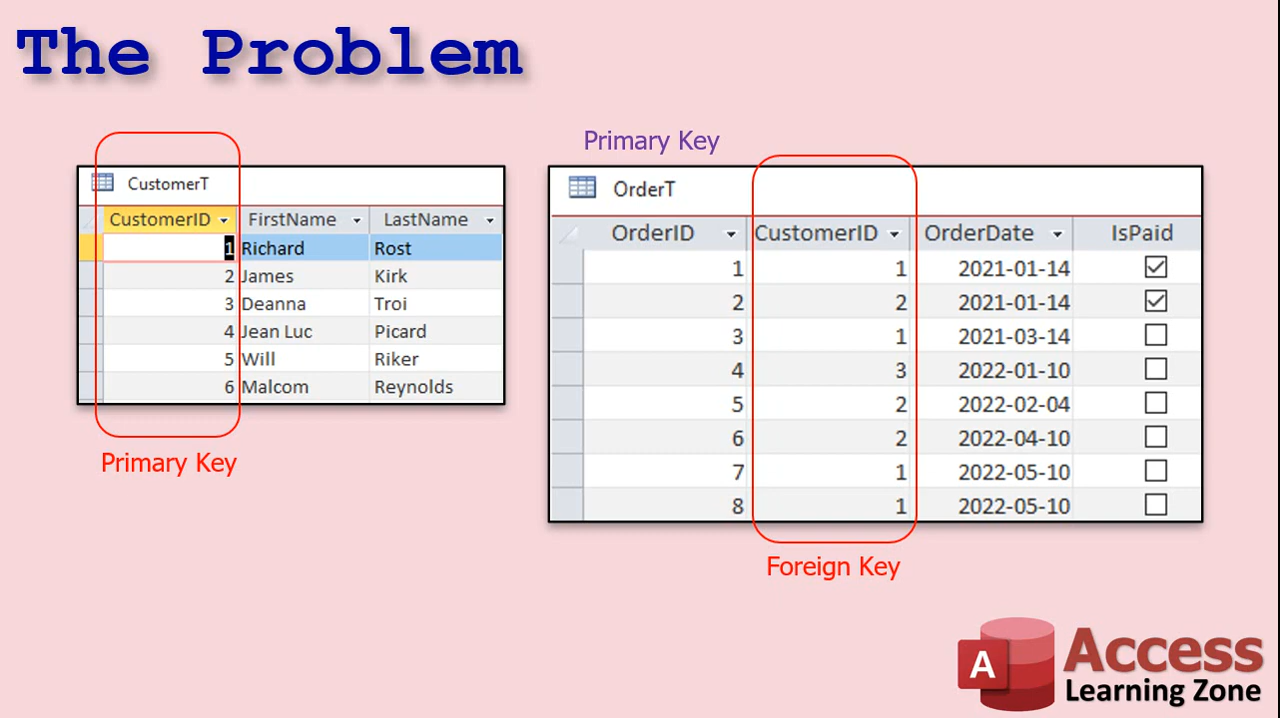 The Problem
CustomerT
CustomerID FirstName LastName
1 Richard Rost
2 James Kirk
3 Deanna Troi
4 Jean Luc Picard
5 Will Riker
6 Malcom Reynolds
Primary Key
Primary Key
OrderT
OrderID CustomerID OrderDate IsPaid
1 1 2021-01-14
2 2 2021-01-14
3 1 2021-03-14
4 3 2022-01-10
5 2 2022-02-04
6 2 2022-04-10
7 1 2022-05-10
8 1 2022-05-10
Foreign Key
A
Access
Learning Zone